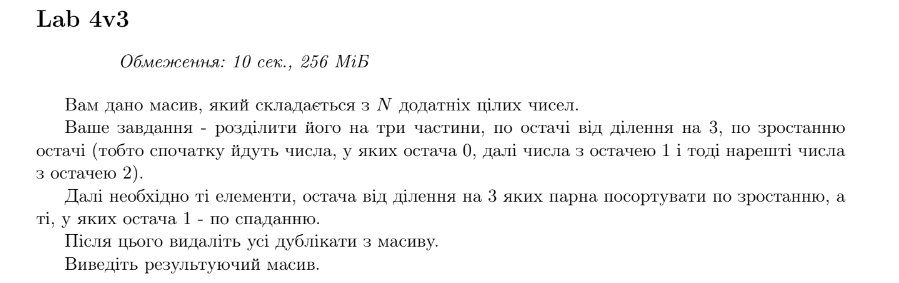 Lab 4v3
Обмеження: 10 сек., 256 МіБ
Вам дано масив, який складається з N додатніх цілих чисел.
Ваше завдання - розділити його на три частини, по остачі від ділення на 3, по зростанню
остачі (тобто спочатку йдуть числа, у яких остача 0, далі числа з остачею 1 і тоді нарешті числа
з остачею 2).
Далі необхідно ті елементи, остача від ділення на 3 яких парна посортувати по зростанню, а
ті, у яких остача 1 - по спаданню.
Після цього видаліть усі дублікати з масиву.
Виведіть результуючий масив.